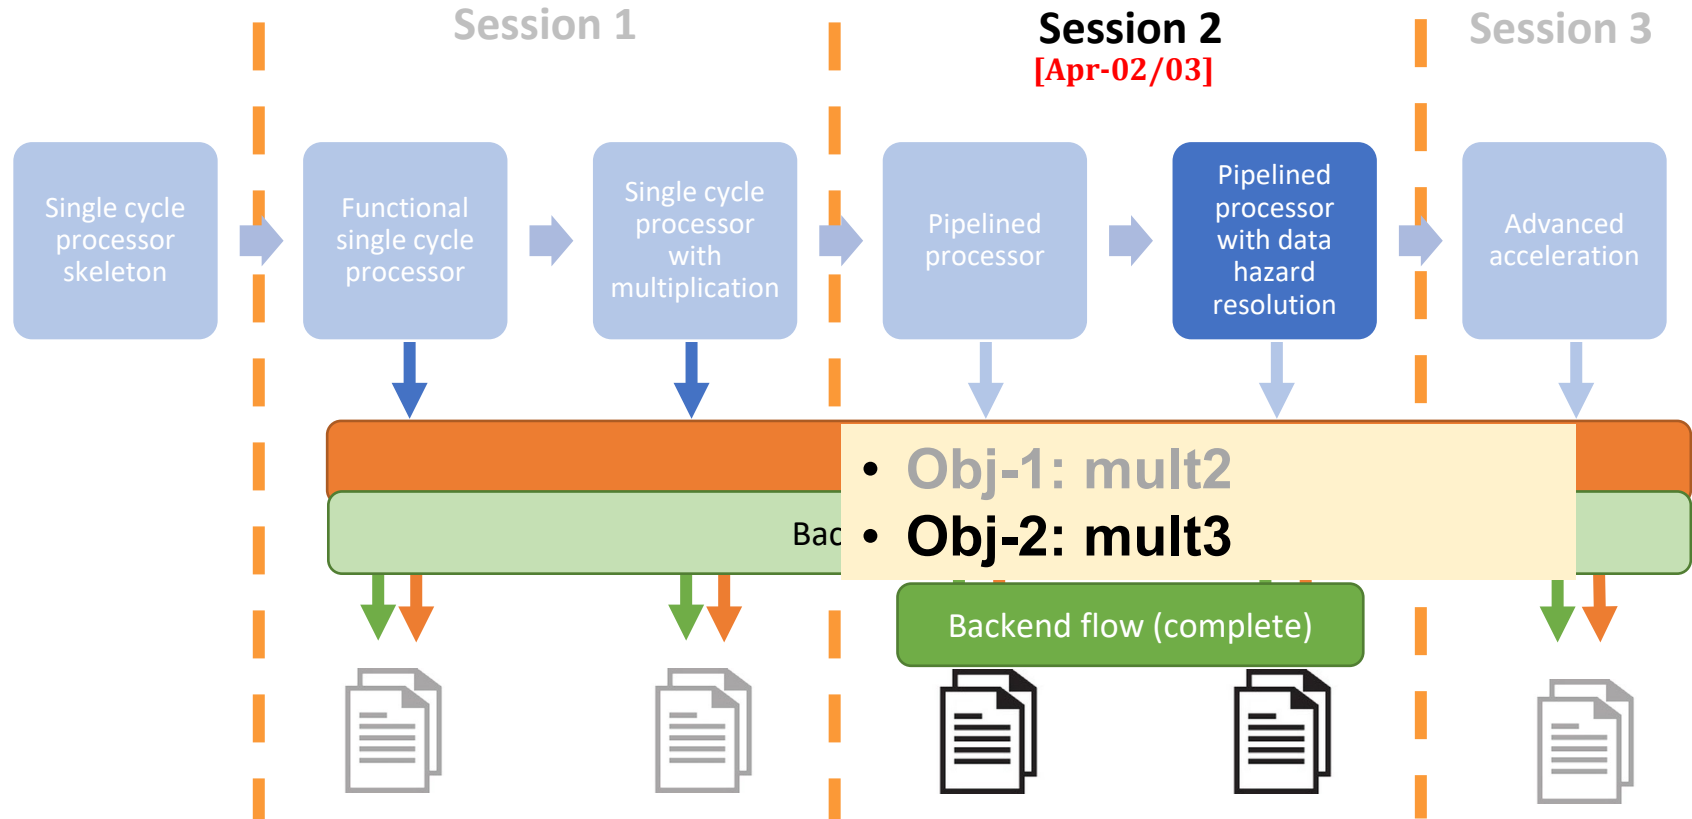 Session 1
Session 2
[Apr-02/03]
Session 3
Single cycle
processor
skeleton
Functional
single cycle
processor
Single cycle
processor
with
multiplication
Pipelined
processor
Pipelined
processor
with data
hazard
resolution
Advanced
acceleration
• Obj-1: mult2
Bac
• Obj-2: mult3
Backend flow (complete)